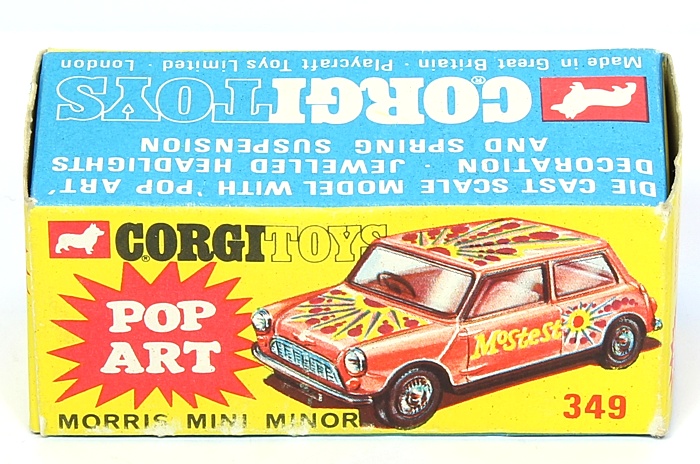 DIE CAST SCALE MODEL WITH 'POP ART'
DECORATION · JEWELLED HEADLIGHTS
AND SPRING SUSPENSION
CORGI TOYS
®
Made in Great Britain · Playcraft Toys Limited · London
CORGI TOYS
®
POP
ART
Mostest
MORRIS MINI MINOR
349